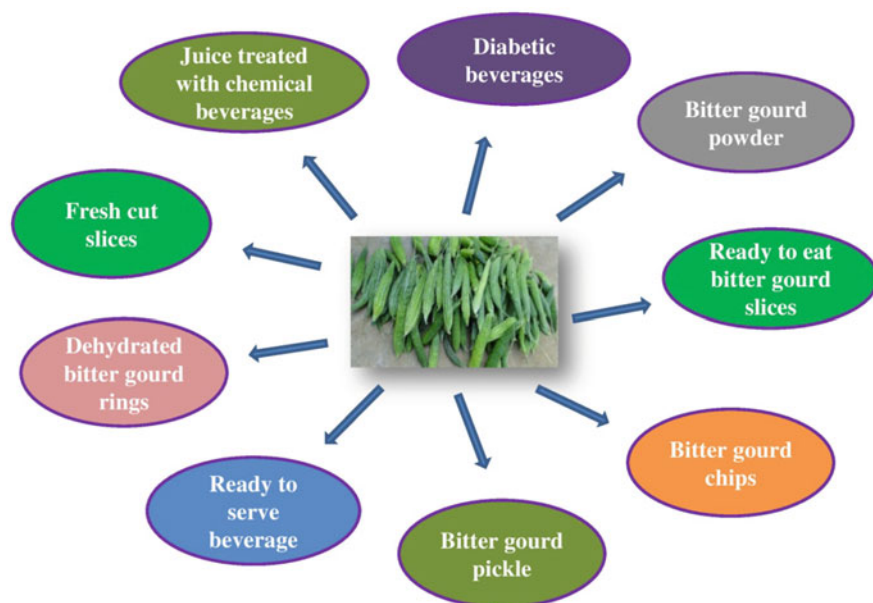 Juice treated
with chemical
beverages
Diabetic
beverages
Bitter gourd
powder
Fresh cut
slices
Ready to eat
bitter gourd
slices
Dehydrated
bitter gourd
rings
Bitter gourd
chips
Ready to
serve
beverage
Bitter gourd
pickle